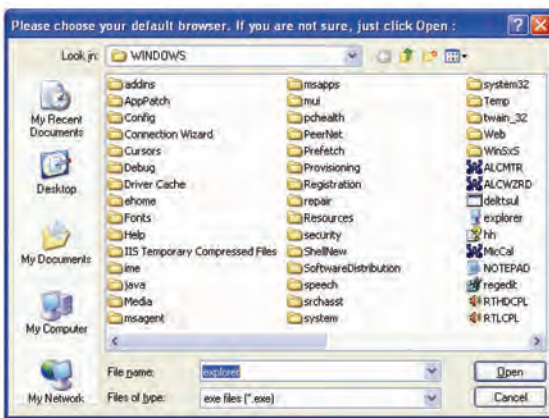 Please choose your default browser. If you are not sure, just click Open :
Look in:
WINDOWS
My Recent Documents
Desktop
My Documents
My Computer
My Network
addins
AppPatch
Config
Connection Wizard
Cursors
Debug
Driver Cache
ehome
Fonts
Help
IIS Temporary Compressed Files
ime
java
Media
msagent
msapps
mui
pchealth
PeerNet
Prefetch
Provisioning
Registration
repair
Resources
security
ShellNew
SoftwareDistribution
speech
srchasst
system
system32
Temp
twain_32
Web
WinSxS
ALCMTR
ALCWZRD
delttsul
explorer
hh
MicCal
NOTEPAD
regedit
RTHDCPL
RTLCPL
File name:
explorer
Open
Files of type:
exe files (*.exe)
Cancel